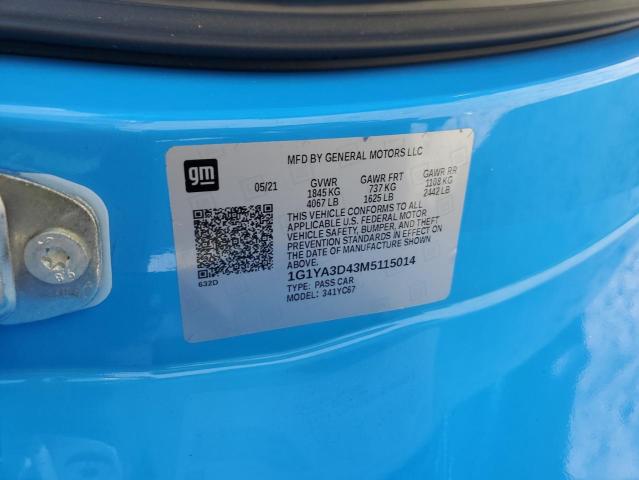 gm
MFD BY GENERAL MOTORS LLC
05/21 GVWR GAWR FRT GAWR RR
1845 KG 737 KG 1108 KG
4067 LB 1625 LB 2442 LB
THIS VEHICLE CONFORMS TO ALL
APPLICABLE U.S. FEDERAL MOTOR
VEHICLE SAFETY, BUMPER, AND THEFT
PREVENTION STANDARDS IN EFFECT ON
THE DATE OF MANUFACTURE SHOWN
ABOVE.
1G1YA3D43M5115014
632D
TYPE: PASS CAR
MODEL: 341YC67